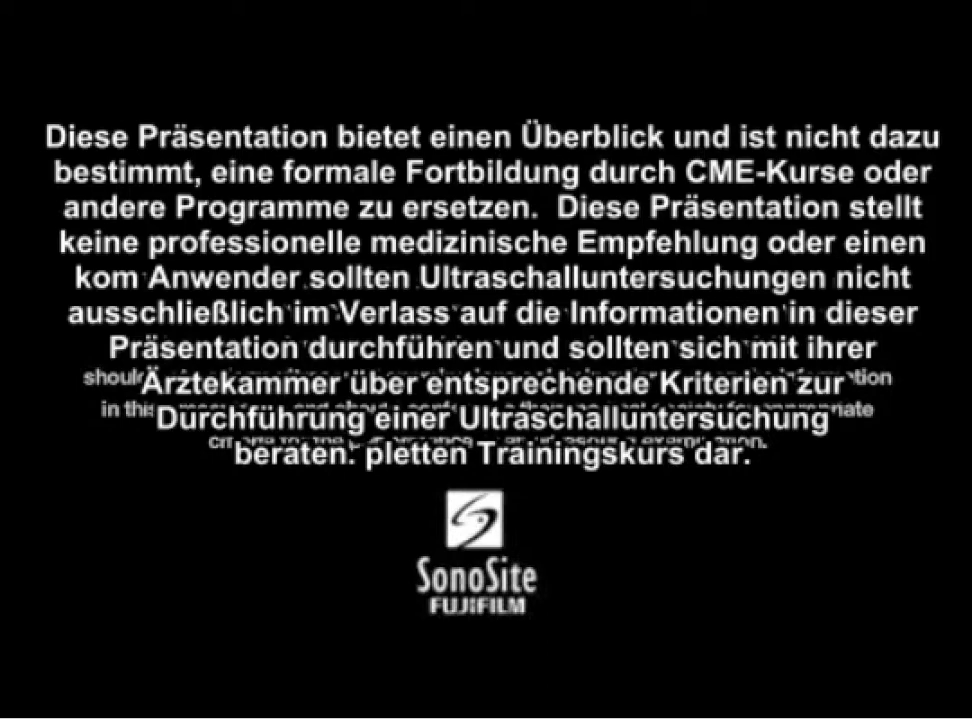 Diese Präsentation bietet einen Überblick und ist nicht dazu
bestimmt, eine formale Fortbildung durch CME-Kurse oder
andere Programme zu ersetzen.  Diese Präsentation stellt
keine professionelle medizinische Empfehlung oder einen
kom Anwender sollten Ultraschalluntersuchungen nicht
ausschließlich im Verlass auf die Informationen in dieser
Präsentation durchführen und sollten sich mit ihrer
Ärztekammer über entsprechende Kriterien zur
Durchführung einer Ultraschalluntersuchung
beraten. pletten Trainingskurs dar.
SonoSite
FUJIFILM